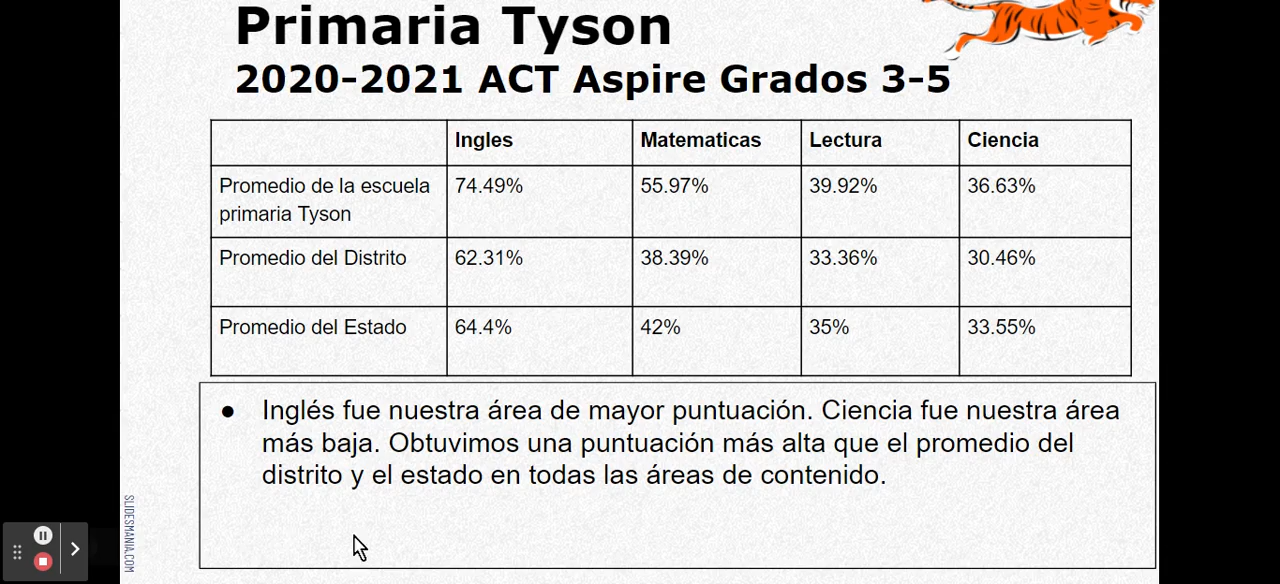 Primaria Tyson
2020-2021 ACT Aspire Grados 3-5
Ingles Matematicas Lectura Ciencia
Promedio de la escuela 74.49% 55.97% 39.92% 36.63%
primaria Tyson
Promedio del Distrito 62.31% 38.39% 33.36% 30.46%
Promedio del Estado 64.4% 42% 35% 33.55%
● Inglés fue nuestra área de mayor puntuación. Ciencia fue nuestra área
más baja. Obtuvimos una puntuación más alta que el promedio del
distrito y el estado en todas las áreas de contenido.
SLIDESMANIA.COM